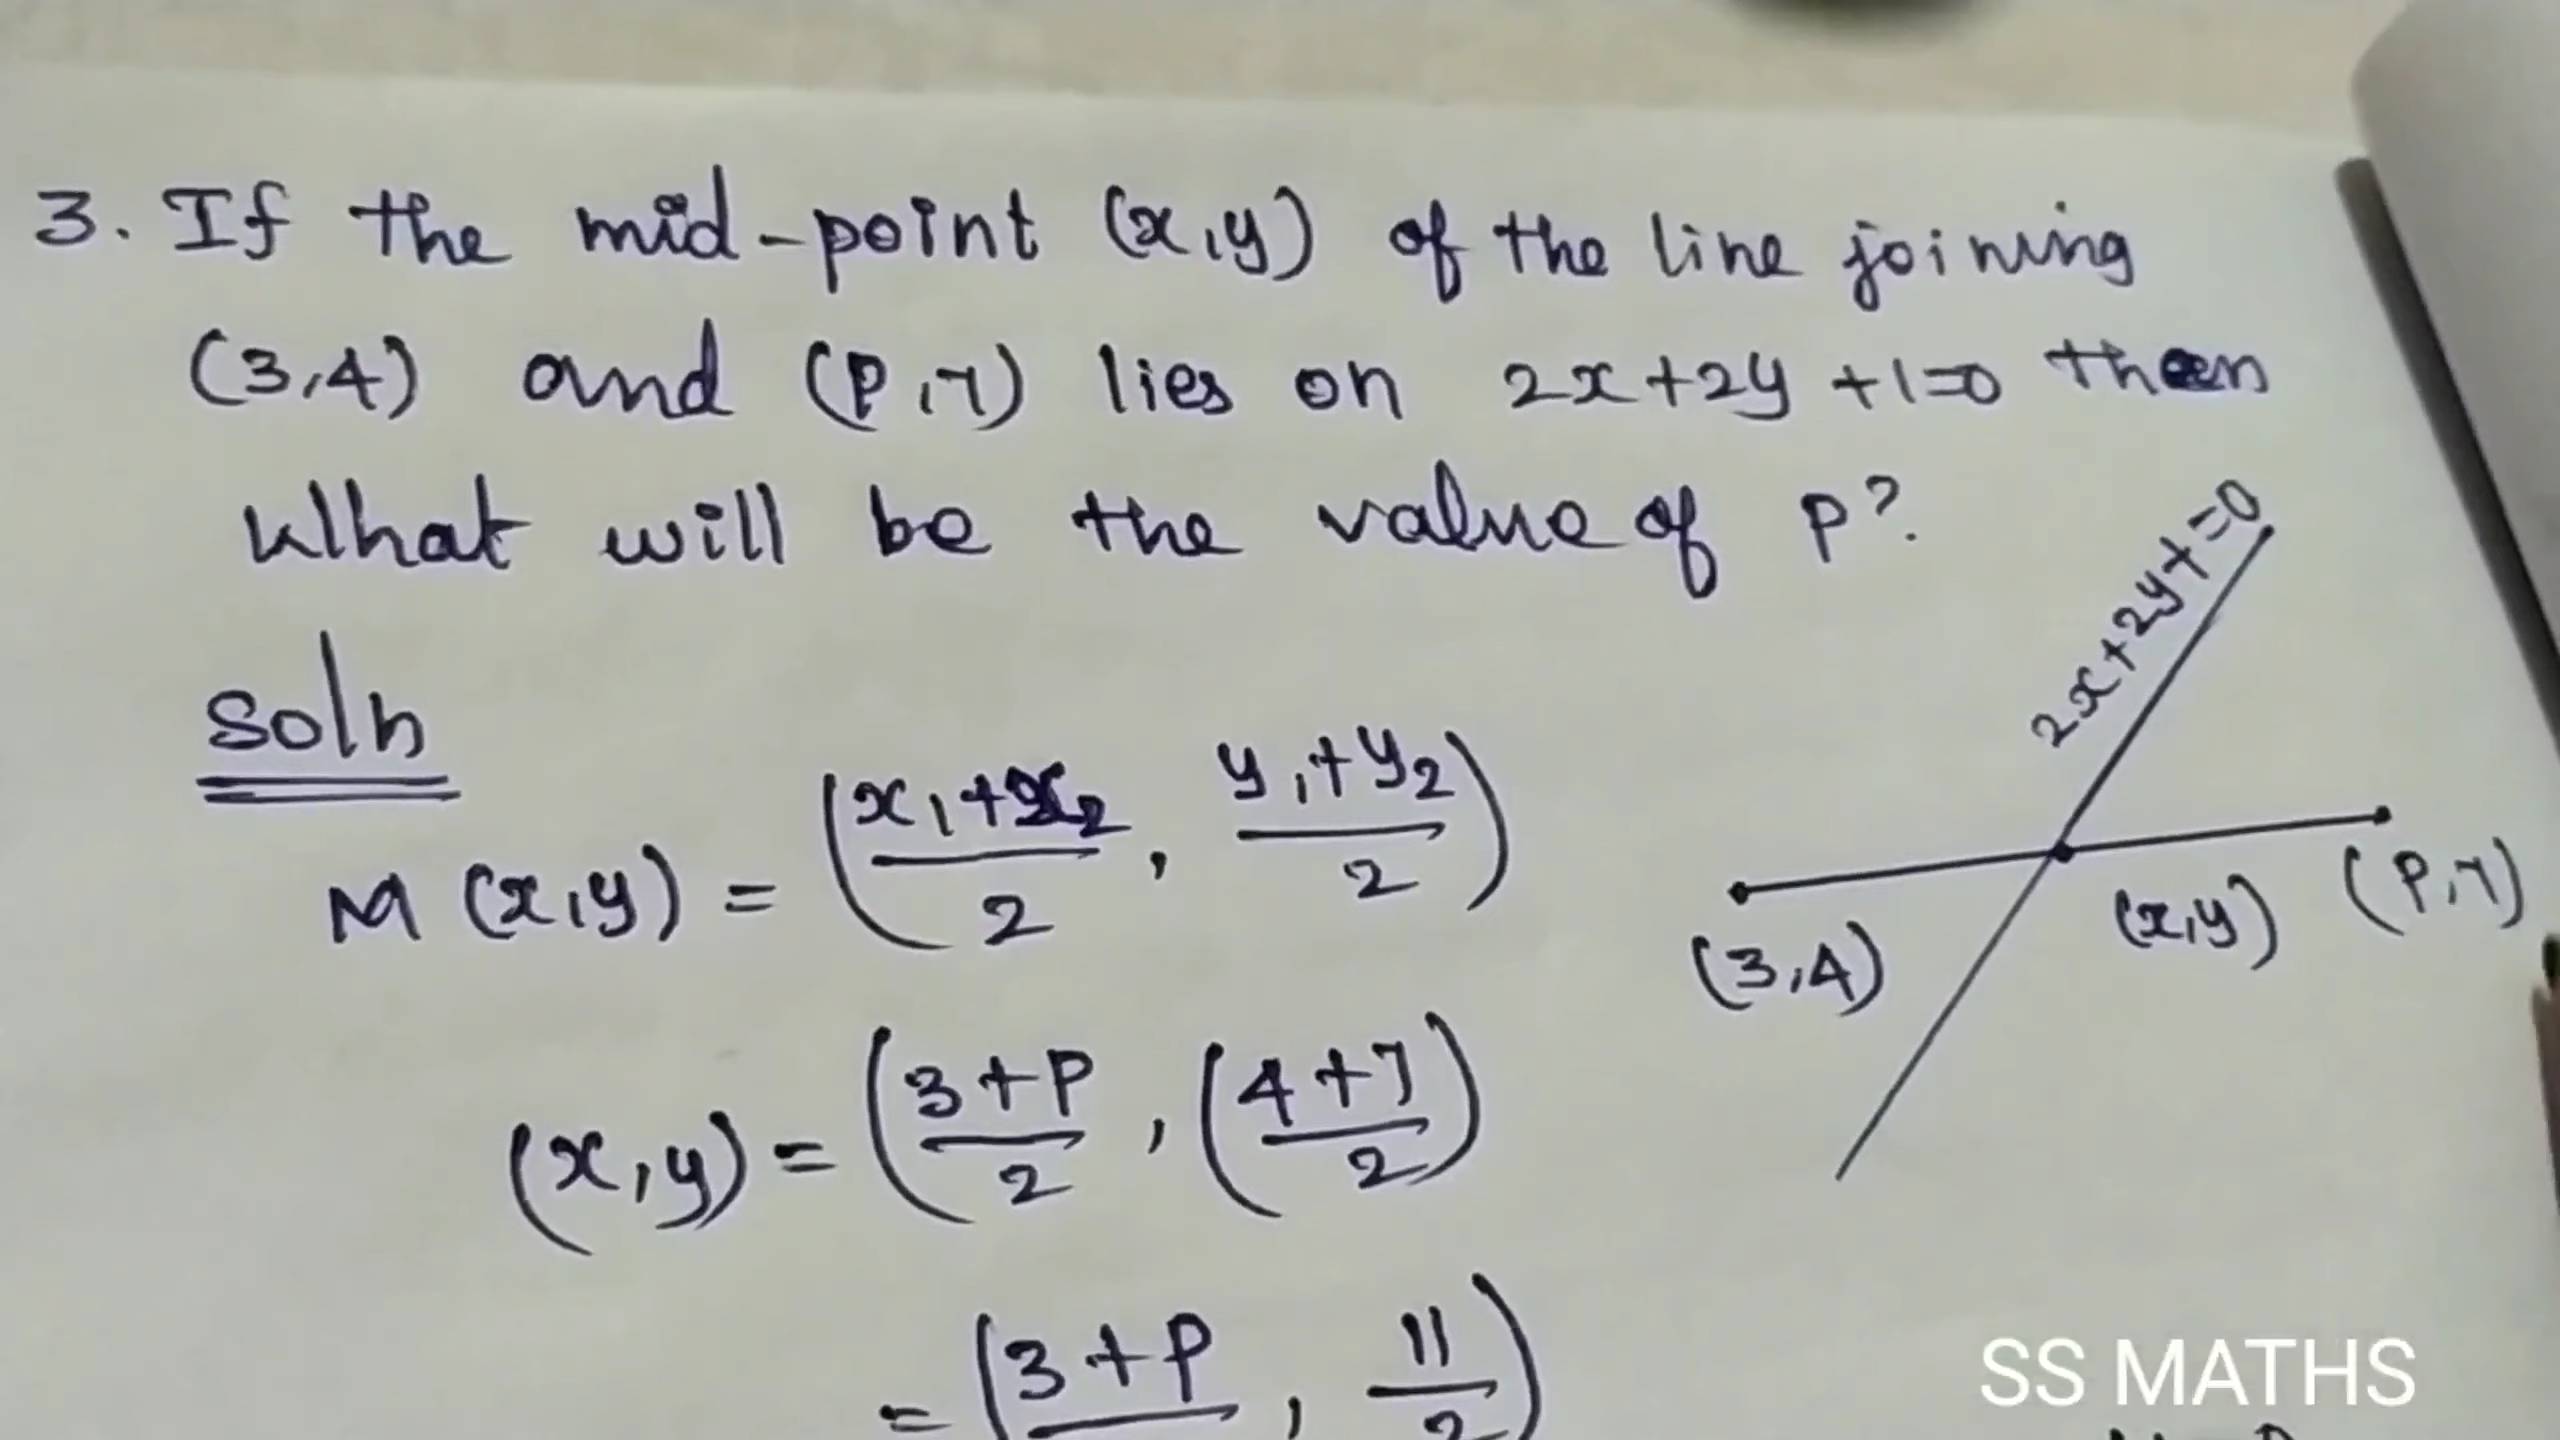 3. If the mid-point (x,y) of the line joining
(3,4) and (P,7) lies on 2x+2y+1=0 then
What will be the value of P?
Soln
M (x,y) = (x₁+x₂/2, y₁+y₂/2)
(x,y) = (3+P/2, (4+7/2)
= (3+P, 11/2)
2x+2y+=0
(3,4)
(x,y)
(P,7)
SS MATHS